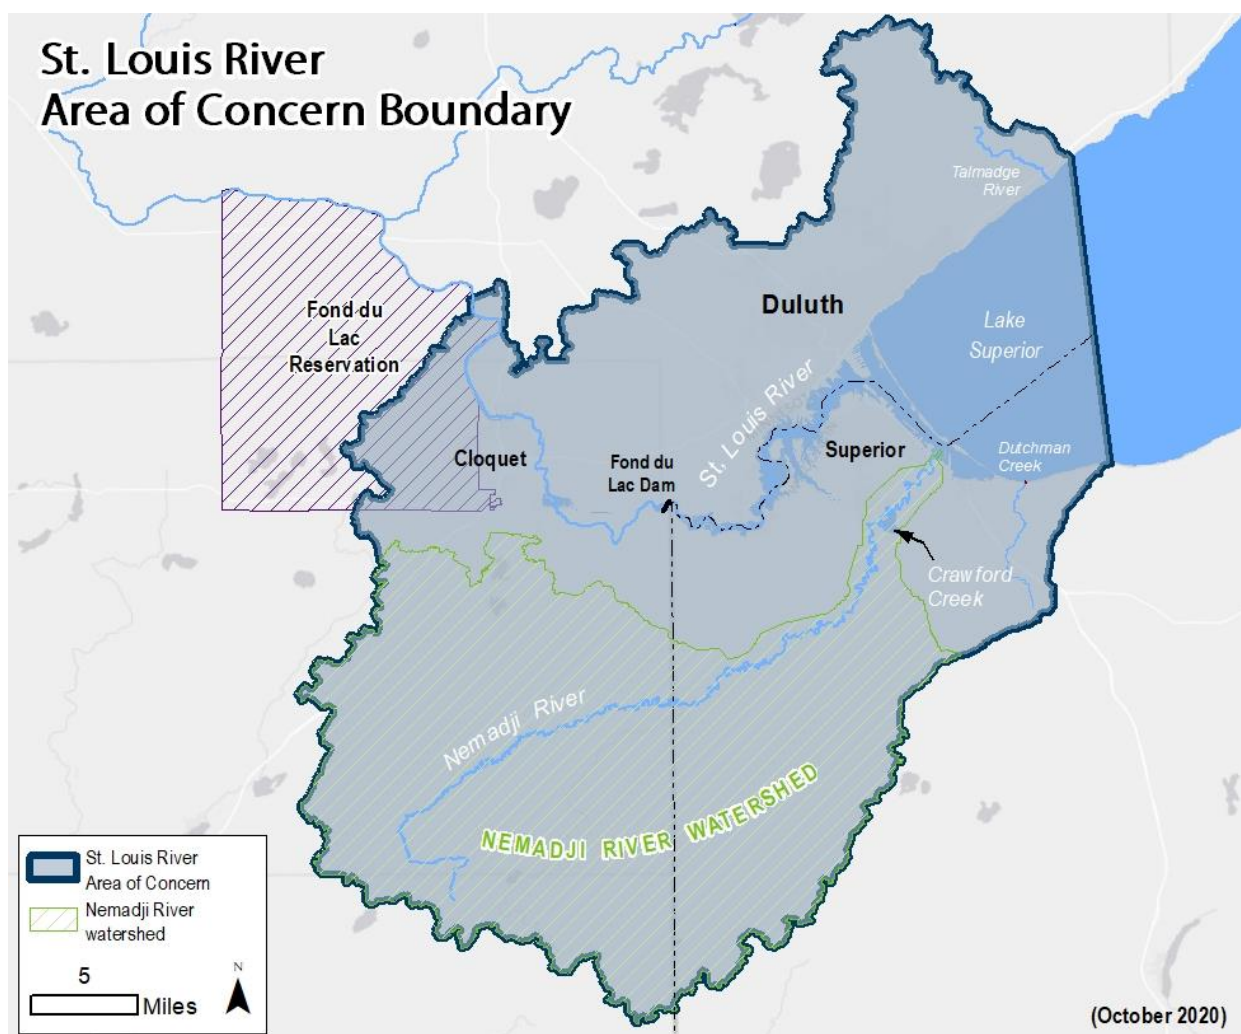 St. Louis River
Area of Concern Boundary
Talmadge
River
Fond du
Lac
Reservation
Duluth
Lake
Superior
St. Louis River
Cloquet
Fond du
Lac Dam
Superior
Dutchman
Creek
Crawford
Creek
Nemadji River
NEMADJI RIVER WATERSHED
St. Louis River
Area of Concern
Nemadji River
watershed
5
Miles
N
(October 2020)